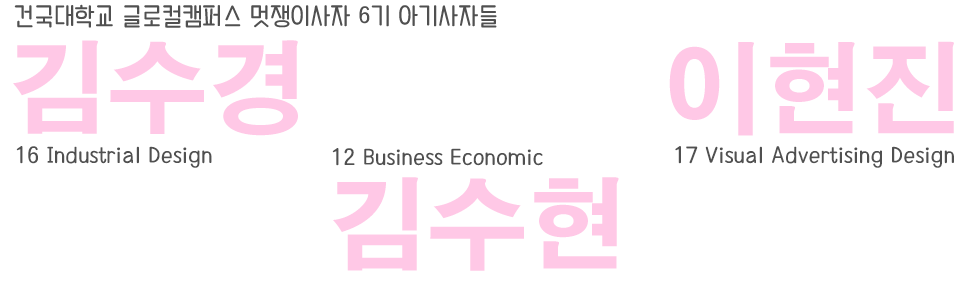 건국대학교 글로컬캠퍼스 멋쟁이사자 6기 아기사자들
김수경
16 Industrial Design
이현진
17 Visual Advertising Design
12 Business Economic
김수현